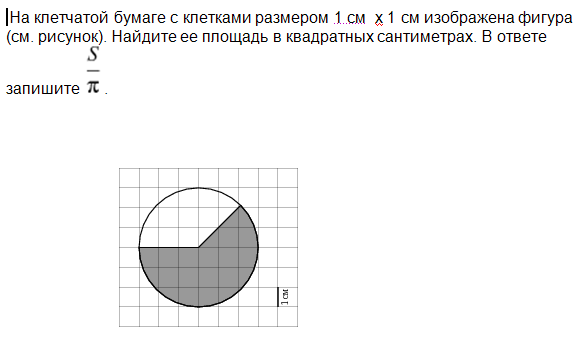 На клетчатой бумаге с клетками размером 1 см х 1 см изображена фигура
(см. рисунок). Найдите ее площадь в квадратных сантиметрах. В ответе
запишите S/π .
1 см